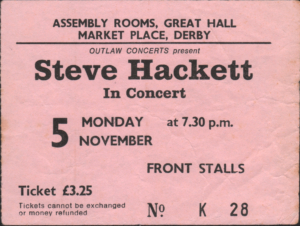 ASSEMBLY ROOMS, GREAT HALL
MARKET PLACE, DERBY
OUTLAW CONCERTS present
Steve Hackett
In Concert
5 MONDAY at 7.30 p.m.
NOVEMBER
FRONT STALLS
Ticket £3.25
Tickets cannot be exchanged
or money refunded
No. K 28